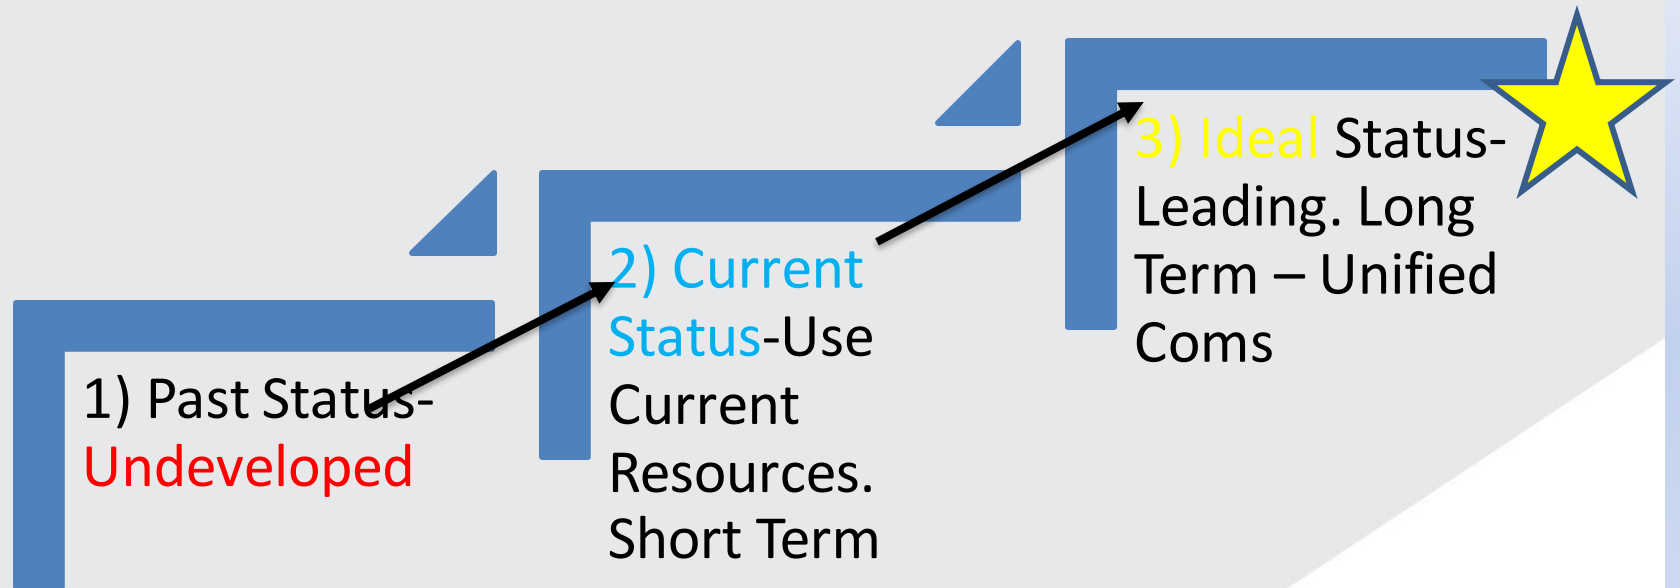 1) Past Status-
Undeveloped
2) Current
Status-Use
Current
Resources.
Short Term
3) Ideal Status-
Leading. Long
Term – Unified
Coms